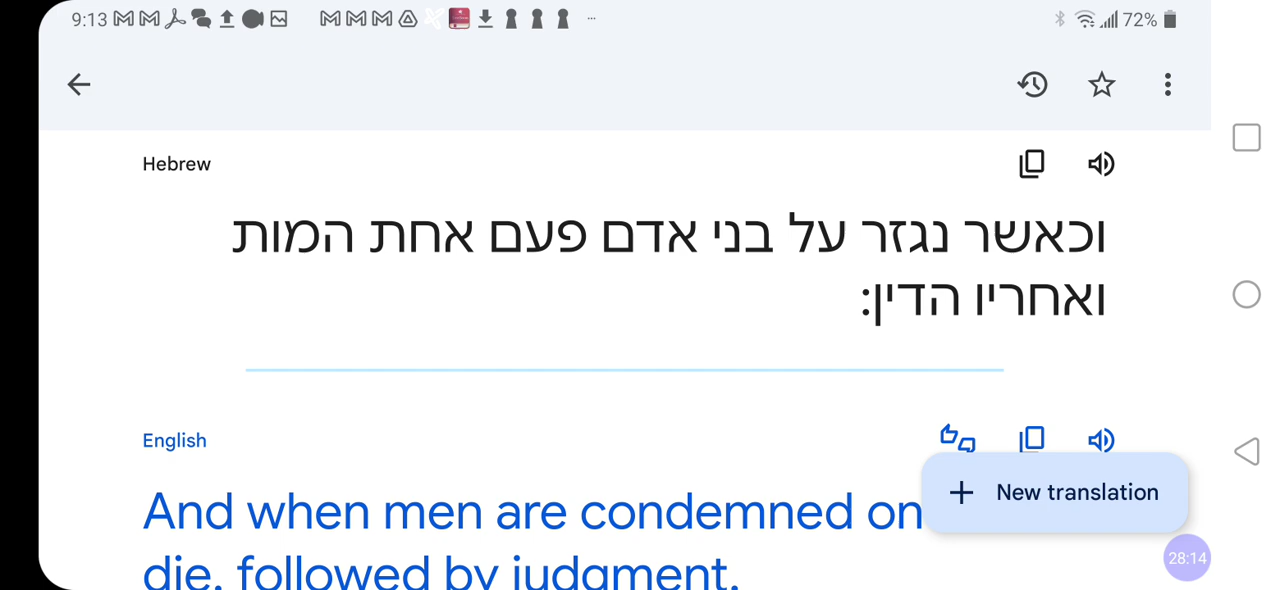 9:13
72%
Hebrew
וכאשר נגזר על בני אדם פעם אחת המות
ואחריו הדין:
English
And when men are condemned on
die, followed by judgment.
+ New translation
28:14